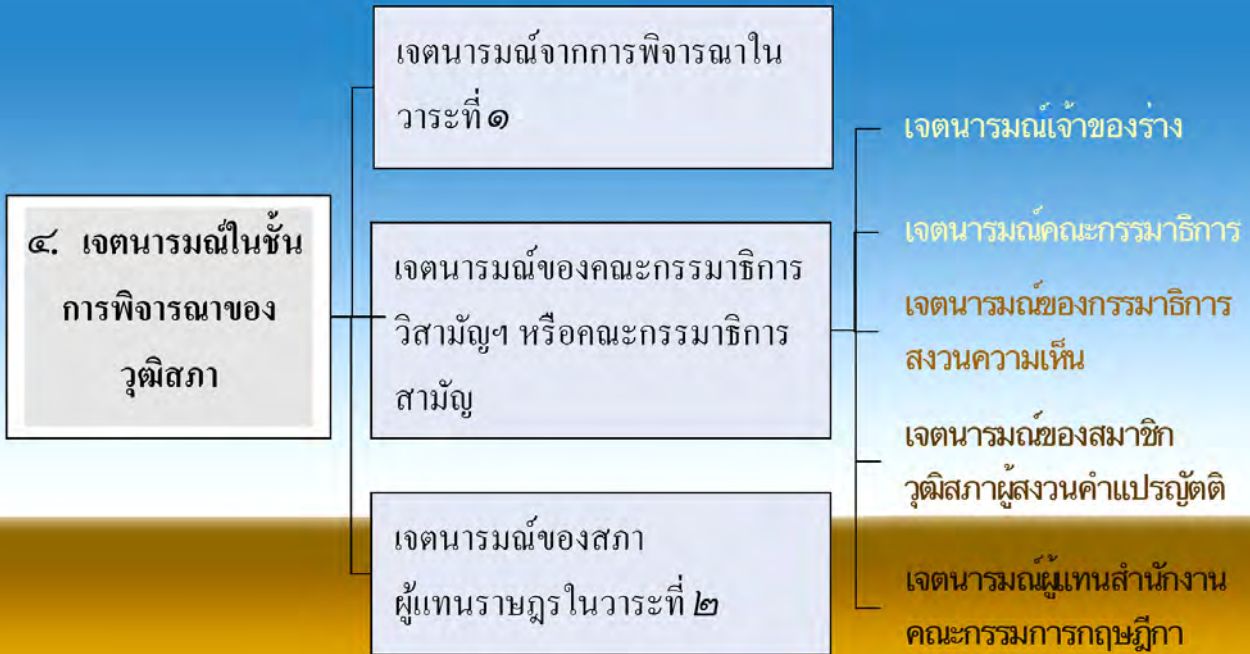 ๔. เจตนารมณ์ในชั้น
การพิจารณาของ
วุฒิสภา
เจตนารมณ์จากการพิจารณาใน
วาระที่ ๑
เจตนารมณ์ของคณะกรรมาธิการ
วิสามัญฯ หรือคณะกรรมาธิการ
สามัญ
เจตนารมณ์ของสภา
ผู้แทนราษฎรในวาระที่ ๒
เจตนารมณ์เจ้าของร่าง
เจตนารมณ์คณะกรรมาธิการ
เจตนารมณ์ของกรรมาธิการ
สงวนความเห็น
เจตนารมณ์ของสมาชิก
วุฒิสภาผู้สงวนคำแปรญัตติ
เจตนารมณ์ผู้แทนสำนักงาน
คณะกรรมการกฤษฎีกา